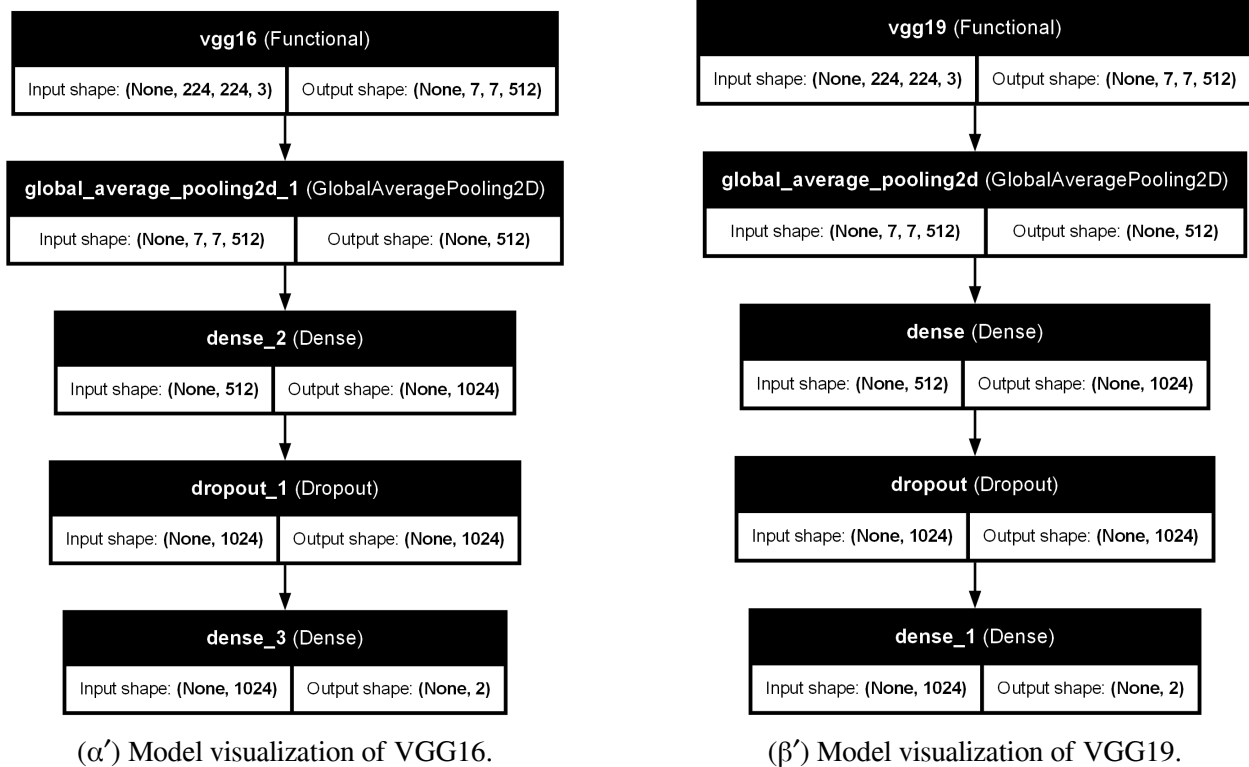 vgg16 (Functional)
Input shape: (None, 224, 224, 3) Output shape: (None, 7, 7, 512)
global_average_pooling2d_1 (GlobalAveragePooling2D)
Input shape: (None, 7, 7, 512) Output shape: (None, 512)
dense_2 (Dense)
Input shape: (None, 512) Output shape: (None, 1024)
dropout_1 (Dropout)
Input shape: (None, 1024) Output shape: (None, 1024)
dense_3 (Dense)
Input shape: (None, 1024) Output shape: (None, 2)
(α′) Model visualization of VGG16.
vgg19 (Functional)
Input shape: (None, 224, 224, 3) Output shape: (None, 7, 7, 512)
global_average_pooling2d (GlobalAveragePooling2D)
Input shape: (None, 7, 7, 512) Output shape: (None, 512)
dense (Dense)
Input shape: (None, 512) Output shape: (None, 1024)
dropout (Dropout)
Input shape: (None, 1024) Output shape: (None, 1024)
dense_1 (Dense)
Input shape: (None, 1024) Output shape: (None, 2)
(β′) Model visualization of VGG19.